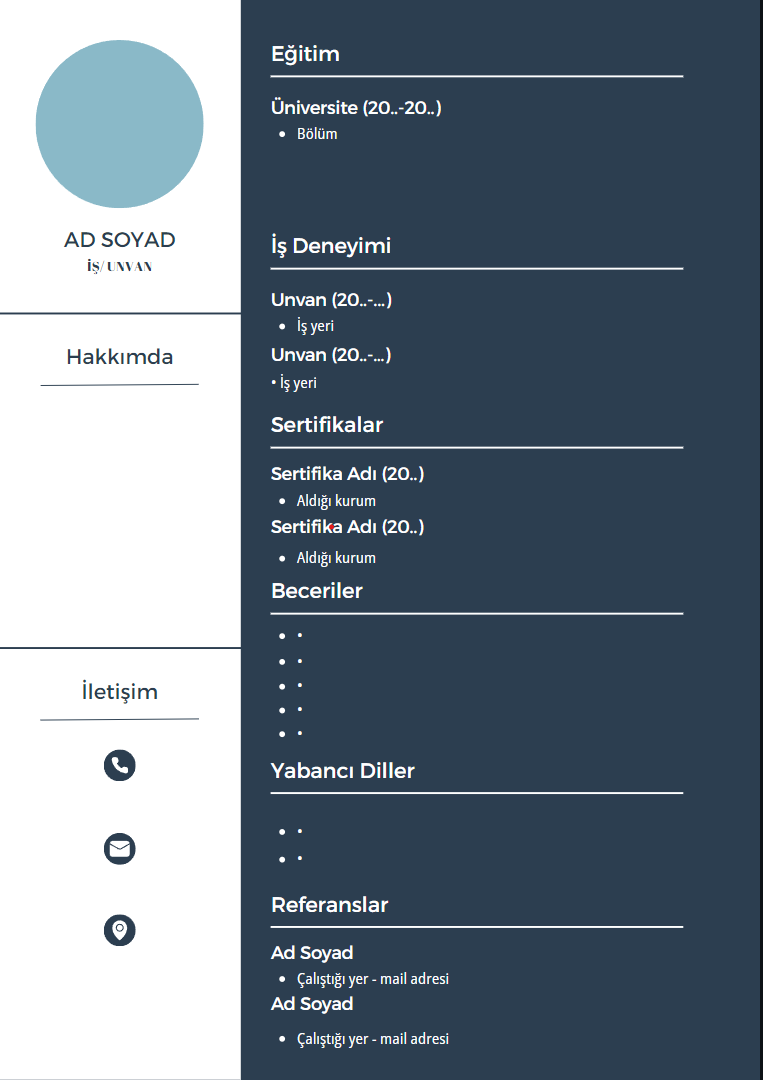 AD SOYAD
İŞ/UNVAN
Hakkımda
İletişim
Eğitim
Üniversite (20..-20..)
• Bölüm
İş Deneyimi
Unvan (20..-...)
• İş yeri
Unvan (20..-...)
• İş yeri
Sertifikalar
Sertifika Adı (20..)
• Aldığı kurum
Sertifika Adı (20..)
• Aldığı kurum
Beceriler
• •
• •
• •
• •
• •
Yabancı Diller
• •
• •
Referanslar
Ad Soyad
• Çalıştığı yer - mail adresi
Ad Soyad
• Çalıştığı yer - mail adresi